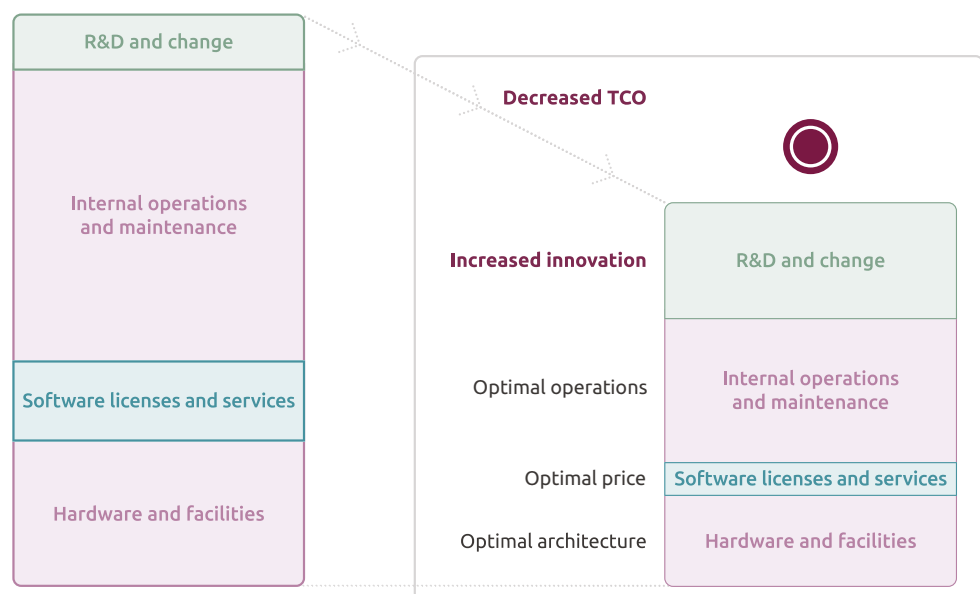 R&D and change
Internal operations
and maintenance
Software licenses and services
Hardware and facilities
Decreased TCO
Increased innovation
R&D and change
Optimal operations
Internal operations
and maintenance
Optimal price
Software licenses and services
Optimal architecture
Hardware and facilities